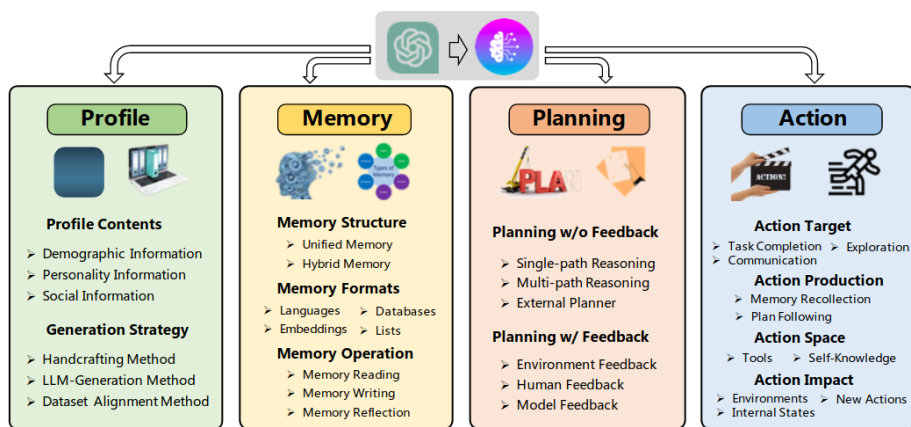 Profile
Profile Contents
➢ Demographic Information
➢ Personality Information
➢ Social Information
Generation Strategy
➢ Handcrafting Method
➢ LLM-Generation Method
➢ Dataset Alignment Method
Memory
Types of
Memory
Memory Structure
➢ Unified Memory
➢ Hybrid Memory
Memory Formats
➢ Languages ➢ Databases
➢ Embeddings ➢ Lists
Memory Operation
➢ Memory Reading
➢ Memory Writing
➢ Memory Reflection
Planning
PLAN
Planning w/o Feedback
➢ Single-path Reasoning
➢ Multi-path Reasoning
➢ External Planner
Planning w/ Feedback
➢ Environment Feedback
➢ Human Feedback
➢ Model Feedback
Action
ACTION!
Action Target
➢ Task Completion ➢ Exploration
➢ Communication
Action Production
➢ Memory Recollection
➢ Plan Following
Action Space
➢ Tools ➢ Self-Knowledge
Action Impact
➢ Environments ➢ New Actions
➢ Internal States